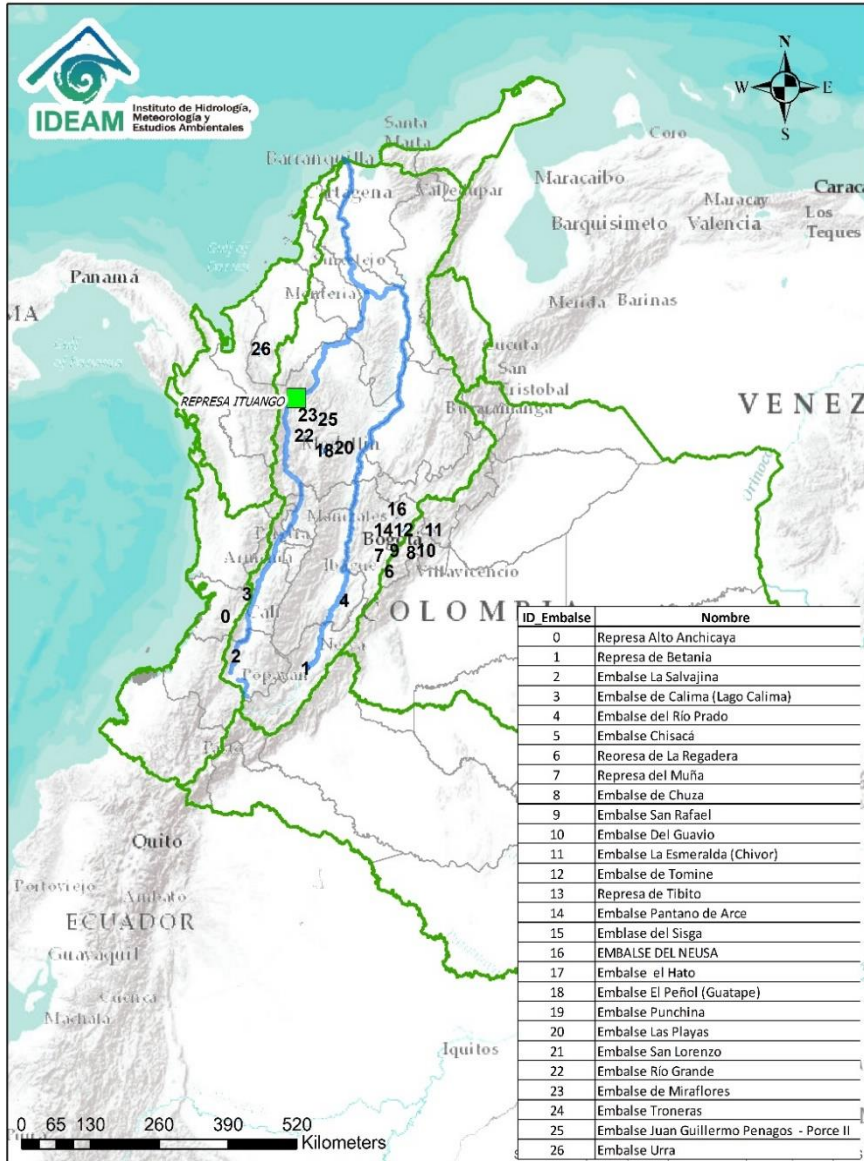 IDEAM
Instituto de Hidrología,
Meteorología y
Estudios Ambientales
N
W
E
S
Santa
Marta
Barranquilla
Valledupar
Coro
Maracaibo
Maracay
Barquisimeto
Valencia
Los
Teques
Panamá
Sincelejo
Montería
Merida
Barinas
Cucuta
San
Cristobal
26
REPRESA ITUANGO
23
25
22
18
20
VENEZ
Orinoco
Manizales
16
14
12
11
Bogotá
7
9
8
10
6
Armenia
Ibague
Villavicencio
3
0
Cali
4
COLOMBIA
2
1
Popayan
Quito
Portoviejo
Ambato
ECUADOR
Guayaquil
Cuenca
Machala
Iquitos
ID_Embalse Nombre
0 Represa Alto Anchicaya
1 Represa de Betania
2 Embalse La Salvajina
3 Embalse de Calima (Lago Calima)
4 Embalse del Río Prado
5 Embalse Chisacá
6 Reoresa de La Regadera
7 Represa del Muña
8 Embalse de Chuza
9 Embalse San Rafael
10 Embalse Del Guavio
11 Embalse La Esmeralda (Chivor)
12 Embalse de Tomine
13 Represa de Tibito
14 Embalse Pantano de Arce
15 Emblase del Sisga
16 EMBALSE DEL NEUSA
17 Embalse el Hato
18 Embalse El Peñol (Guatape)
19 Embalse Punchina
20 Embalse Las Playas
21 Embalse San Lorenzo
22 Embalse Río Grande
23 Embalse de Miraflores
24 Embalse Troneras
25 Embalse Juan Guillermo Penagos - Porce II
26 Embalse Urra
0 65 130 260 390 520
Kilometers